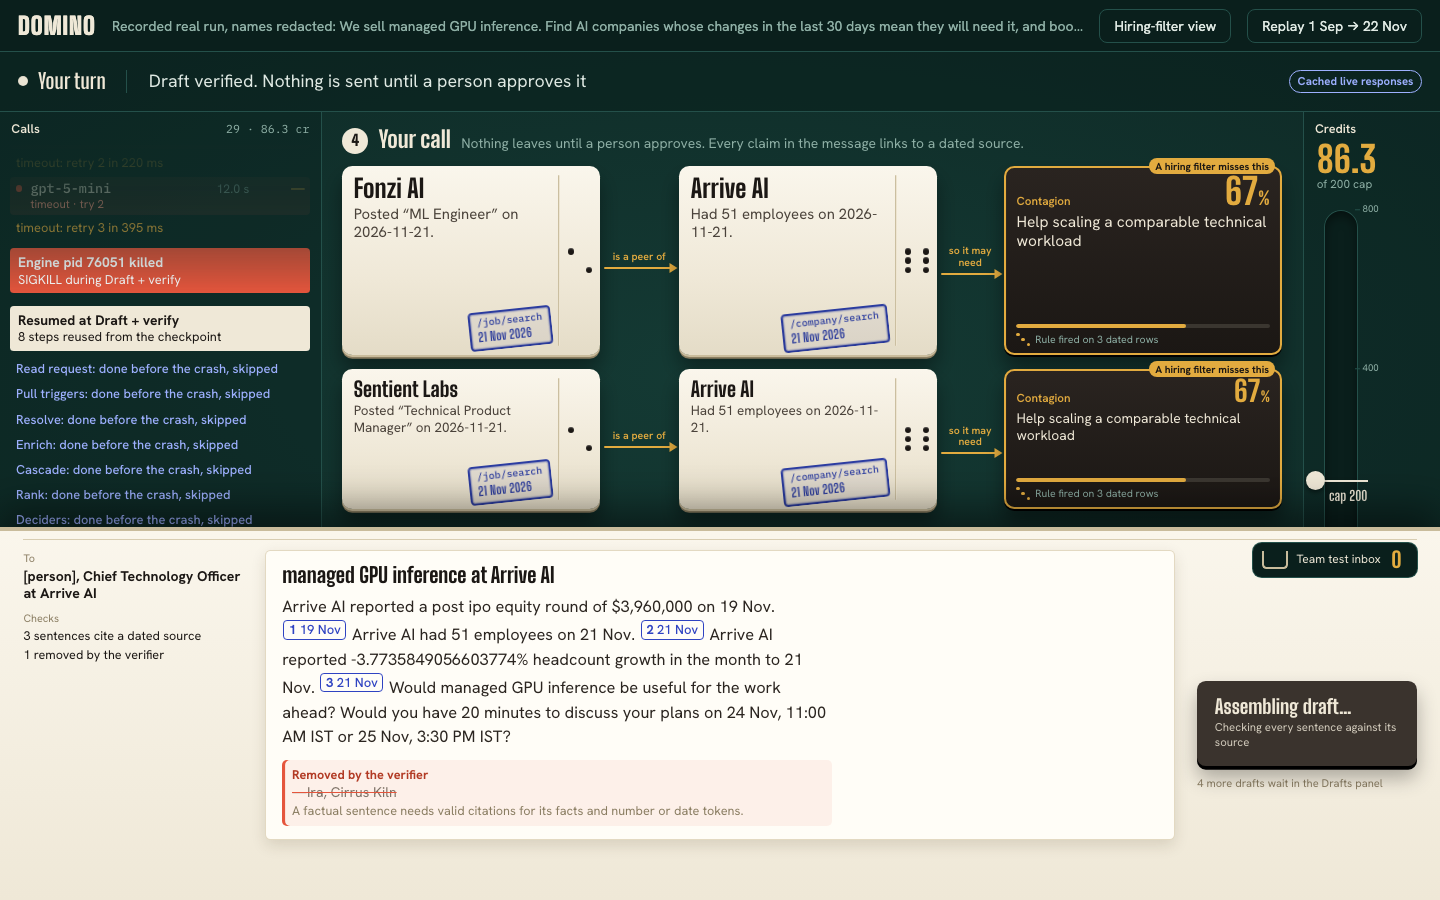 DOMINO
Recorded real run, names redacted: We sell managed GPU inference. Find AI companies whose changes in the last 30 days mean they will need it, and boo...
Hiring-filter view
Replay 1 Sep → 22 Nov
Your turn
Draft verified. Nothing is sent until a person approves it
Cached live responses
Calls
29 · 86.3 cr
timeout: retry 2 in 220 ms
gpt-5-mini 12.0 s —
timeout · try 2
timeout: retry 3 in 395 ms
Engine pid 76051 killed
SIGKILL during Draft + verify
Resumed at Draft + verify
8 steps reused from the checkpoint
Read request: done before the crash, skipped
Pull triggers: done before the crash, skipped
Resolve: done before the crash, skipped
Enrich: done before the crash, skipped
Cascade: done before the crash, skipped
Rank: done before the crash, skipped
Deciders: done before the crash, skipped
4 Your call
Nothing leaves until a person approves. Every claim in the message links to a dated source.
Fonzi AI
Posted “ML Engineer” on
2026-11-21.
/job/search
21 Nov 2026
is a peer of
Arrive AI
Had 51 employees on 2026-
11-21.
/company/search
21 Nov 2026
so it may
need
A hiring filter misses this
Contagion
67%
Help scaling a comparable technical
workload
Rule fired on 3 dated rows
Sentient Labs
Posted “Technical Product
Manager” on 2026-11-21.
/job/search
21 Nov 2026
is a peer of
Arrive AI
Had 51 employees on 2026-11-
21.
/company/search
21 Nov 2026
so it may
need
A hiring filter misses this
Contagion
67%
Help scaling a comparable technical
workload
Rule fired on 3 dated rows
Credits
86.3
of 200 cap
800
400
cap 200
To
[person], Chief Technology Officer
at Arrive AI
Checks
3 sentences cite a dated source
1 removed by the verifier
managed GPU inference at Arrive AI
Arrive AI reported a post ipo equity round of $3,960,000 on 19 Nov.
1 19 Nov Arrive AI had 51 employees on 21 Nov. 2 21 Nov Arrive AI
reported -3.7735849056603774% headcount growth in the month to 21
Nov. 3 21 Nov Would managed GPU inference be useful for the work
ahead? Would you have 20 minutes to discuss your plans on 24 Nov, 11:00
AM IST or 25 Nov, 3:30 PM IST?
Removed by the verifier
— Ira, Cirrus Kiln
A factual sentence needs valid citations for its facts and number or date tokens.
Team test inbox 0
Assembling draft...
Checking every sentence against its
source
4 more drafts wait in the Drafts panel